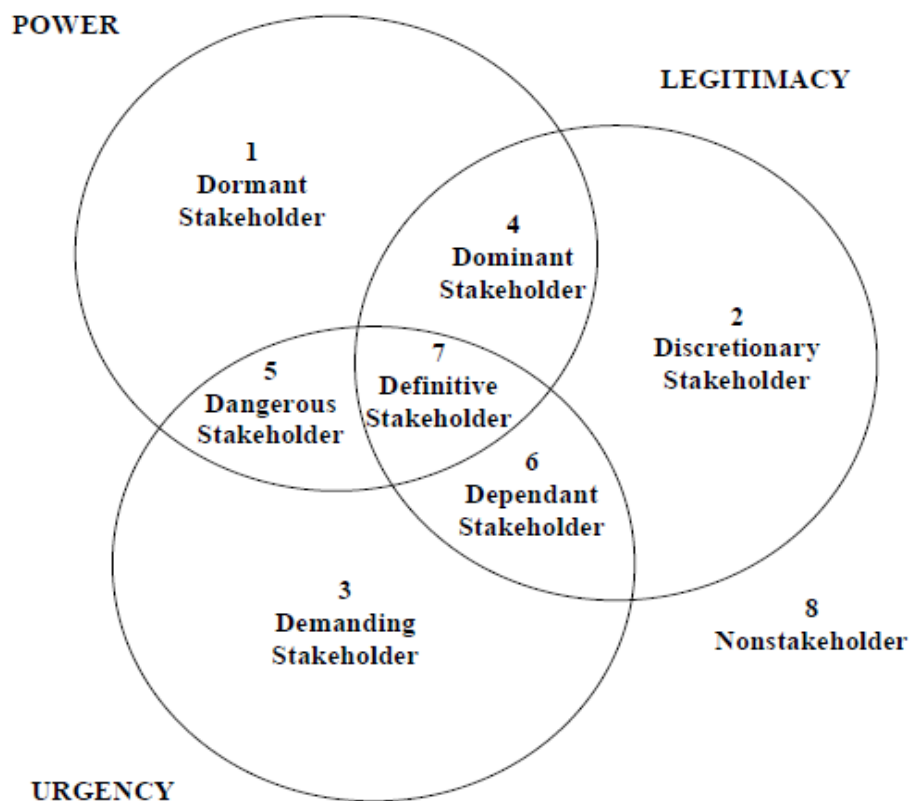 POWER
LEGITIMACY
1
Dormant
Stakeholder
4
Dominant
Stakeholder
2
Discretionary
Stakeholder
5
Dangerous
Stakeholder
7
Definitive
Stakeholder
6
Dependant
Stakeholder
3
Demanding
Stakeholder
8
Nonstakeholder
URGENCY